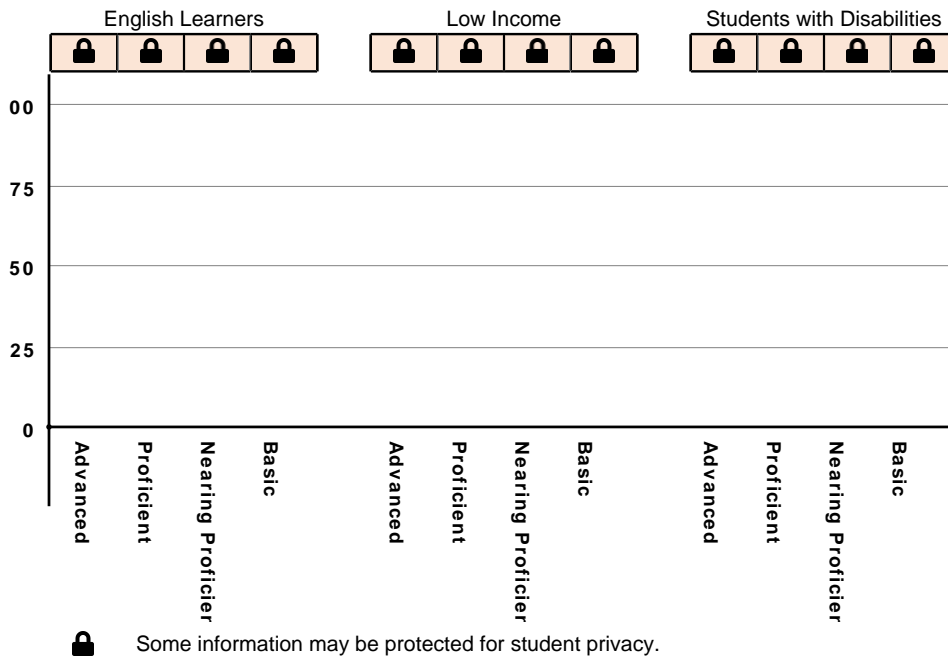 English Learners
Low Income
Students with Disabilities
00
75
50
25
0
Advanced
Proficient
Nearing Proficier
Basic
Advanced
Proficient
Nearing Proficier
Basic
Advanced
Proficient
Nearing Proficier
Basic
Some information may be protected for student privacy.